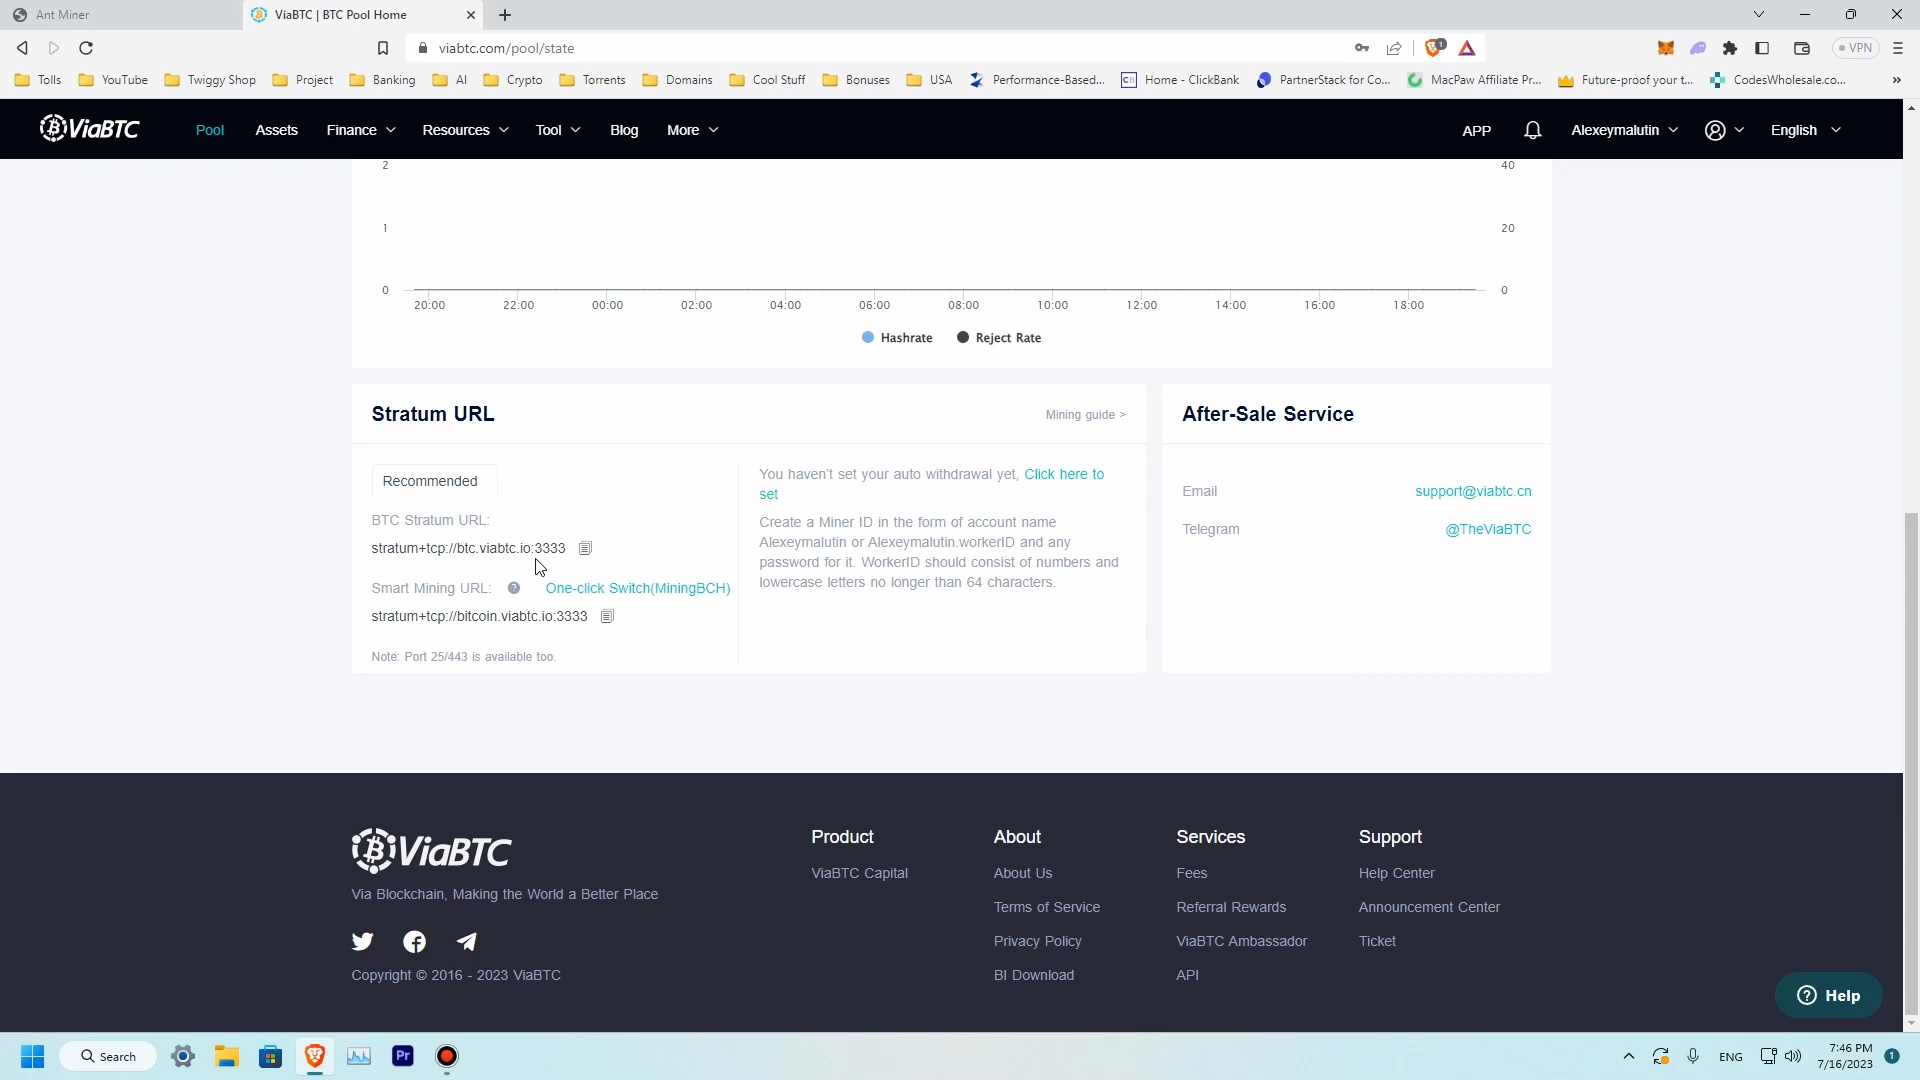 Ant Miner
ViaBTC | BTC Pool Home
viabtc.com/pool/state
1
VPN
Tolls
YouTube
Twiggy Shop
Project
Banking
AI
Crypto
Torrents
Domains
Cool Stuff
Bonuses
USA
Performance-Based...
Home - ClickBank
PartnerStack for Co...
MacPaw Affiliate Pr...
Future-proof your t...
CodesWholesale.co...
ViaBTC
Pool
Assets
Finance
Resources
Tool
Blog
More
APP
Alexeymalutin
English
2
40
1
20
0
0
20:00
22:00
00:00
02:00
04:00
06:00
08:00
10:00
12:00
14:00
16:00
18:00
Hashrate
Reject Rate
Stratum URL
Mining guide >
Recommended
BTC Stratum URL:
stratum+tcp://btc.viabtc.io:3333
Smart Mining URL: ? One-click Switch(MiningBCH)
stratum+tcp://bitcoin.viabtc.io:3333
Note: Port 25/443 is available too.
You haven't set your auto withdrawal yet, Click here to
set
Create a Miner ID in the form of account name
Alexeymalutin or Alexeymalutin.workerID and any
password for it. WorkerID should consist of numbers and
lowercase letters no longer than 64 characters.
After-Sale Service
Email
support@viabtc.cn
Telegram
@TheViaBTC
ViaBTC
Via Blockchain, Making the World a Better Place
Copyright © 2016 - 2023 ViaBTC
Product
ViaBTC Capital
About
About Us
Terms of Service
Privacy Policy
BI Download
Services
Fees
Referral Rewards
ViaBTC Ambassador
API
Support
Help Center
Announcement Center
Ticket
? Help
Search
Pr
ENG
7:46 PM
7/16/2023
1